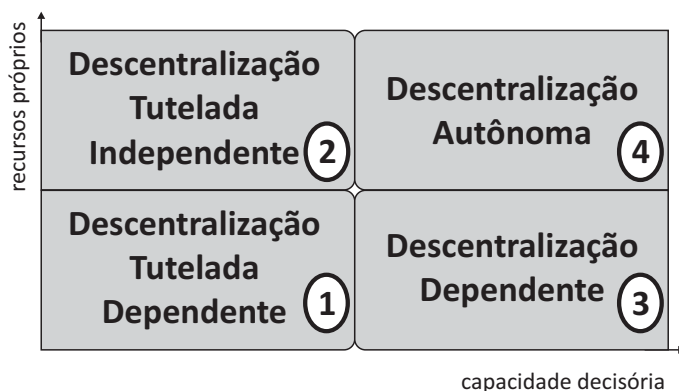 recursos próprios
Descentralização
Tutelada
Independente 2
Descentralização
Autônoma
4
Descentralização
Tutelada
Dependente 1
Descentralização
Dependente
3
capacidade decisória